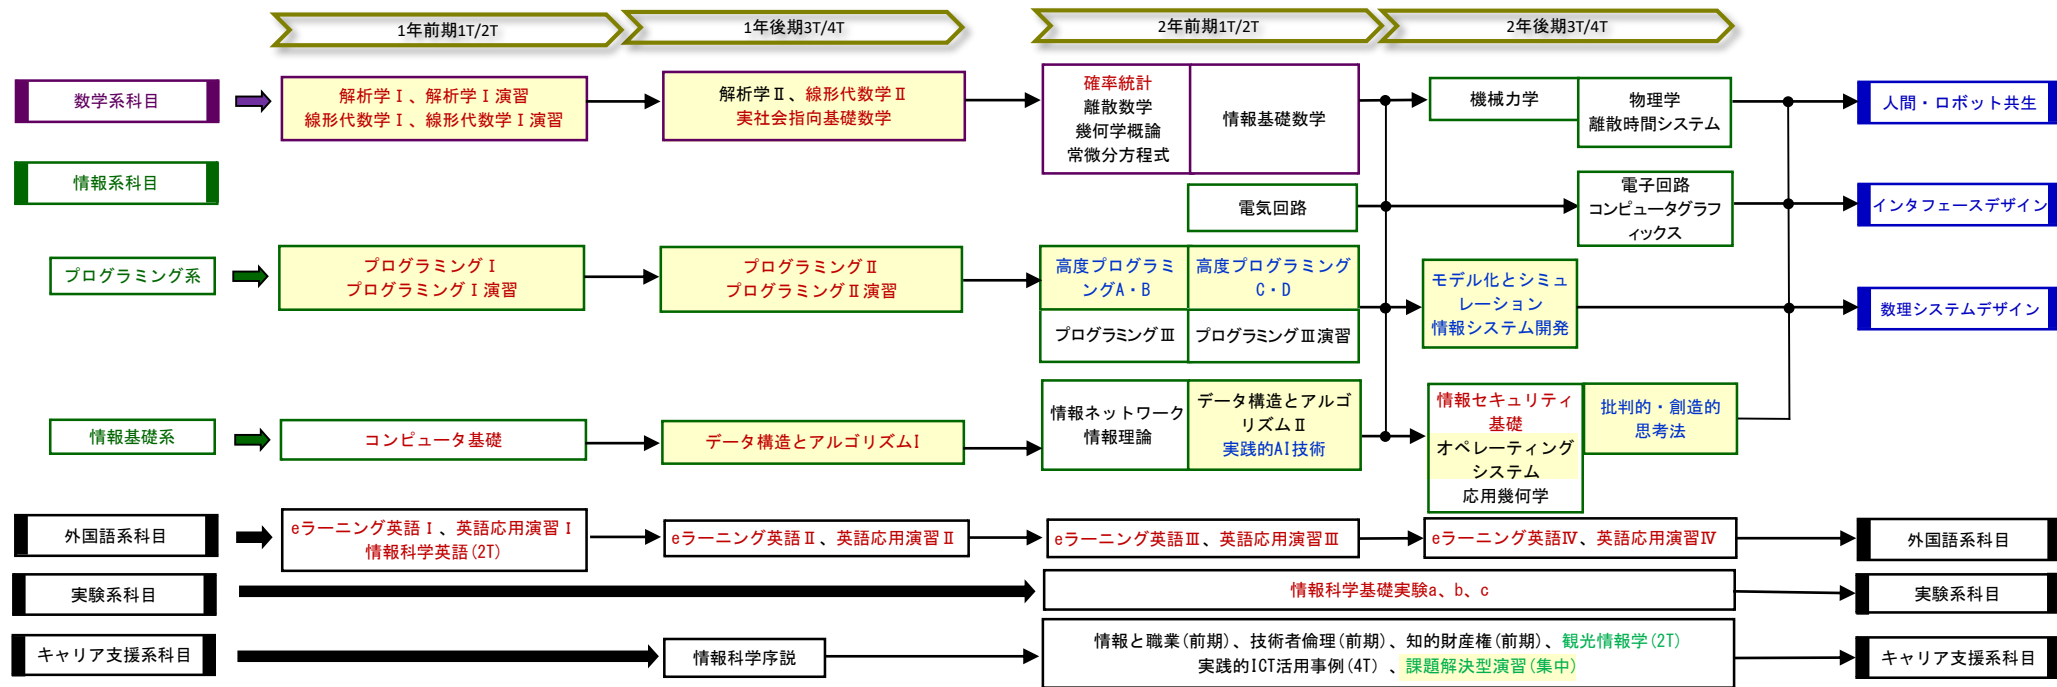 1年前期1T/2T
1年後期3T/4T
2年前期1T/2T
2年後期3T/4T
数学系科目
解析学Ⅰ、解析学Ⅰ演習
線形代数学Ⅰ、線形代数学Ⅰ演習
解析学Ⅱ、線形代数学Ⅱ
実社会指向基礎数学
確率統計
離散数学
幾何学概論
常微分方程式
情報基礎数学
機械力学
物理学
離散時間システム
人間・ロボット共生
情報系科目
電気回路
電子回路
コンピュータグラフ
ィックス
インタフェースデザイン
プログラミング系
プログラミングⅠ
プログラミングⅠ演習
プログラミングⅡ
プログラミングⅡ演習
高度プログラミ
ングA・B
高度プログラミング
C・D
プログラミングⅢ
プログラミングⅢ演習
モデル化とシミュ
レーション
情報システム開発
数理システムデザイン
情報基礎系
コンピュータ基礎
データ構造とアルゴリズムI
情報ネットワーク
情報理論
データ構造とアルゴ
リズムⅡ
実践的AI技術
情報セキュリティ
基礎
オペレーティング
システム
応用幾何学
批判的・創造的
思考法
外国語系科目
eラーニング英語Ⅰ、英語応用演習Ⅰ
情報科学英語(2T)
eラーニング英語Ⅱ、英語応用演習Ⅱ
eラーニング英語Ⅲ、英語応用演習Ⅲ
eラーニング英語Ⅳ、英語応用演習Ⅳ
外国語系科目
実験系科目
情報科学基礎実験a、b、c
実験系科目
キャリア支援系科目
情報科学序説
情報と職業(前期)、技術者倫理(前期)、知的財産権(前期)、観光情報学(2T)
実践的ICT活用事例(4T)、課題解決型演習(集中)
キャリア支援系科目